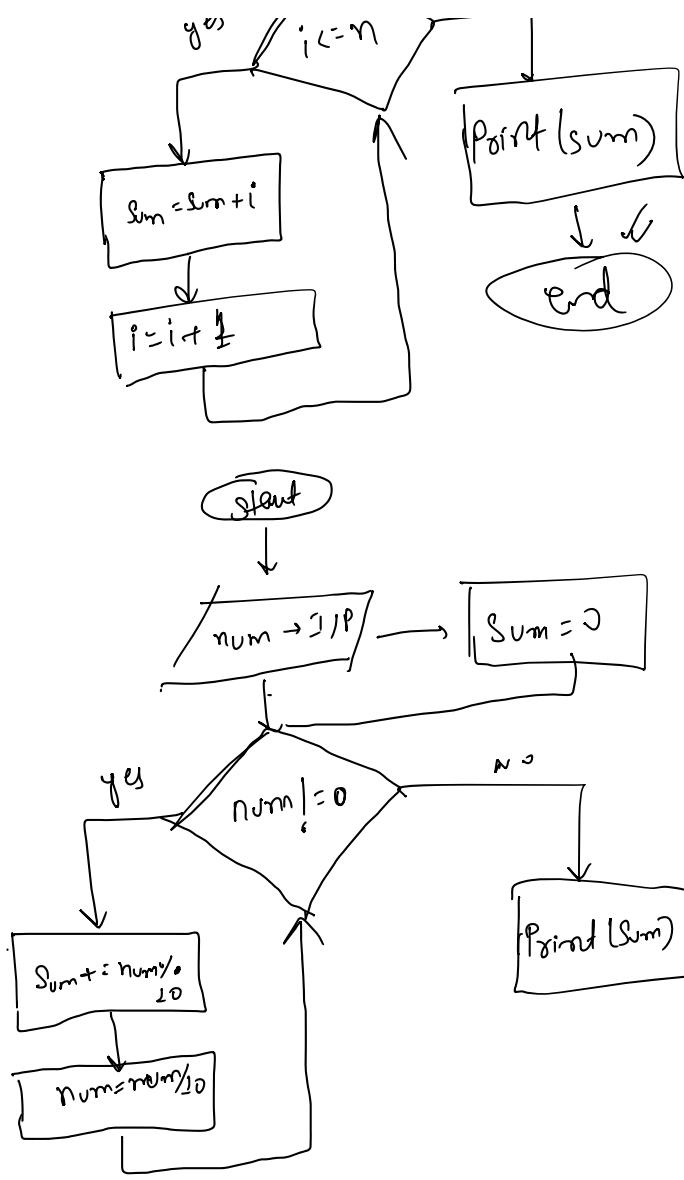 yes
i<=n
Print(sum)
sum=sum+i
end
i=i+1
start
num→I/P
Sum=0
yes
num!=0
NO
Print(Sum)
Sum+=num%
10
num=num/10